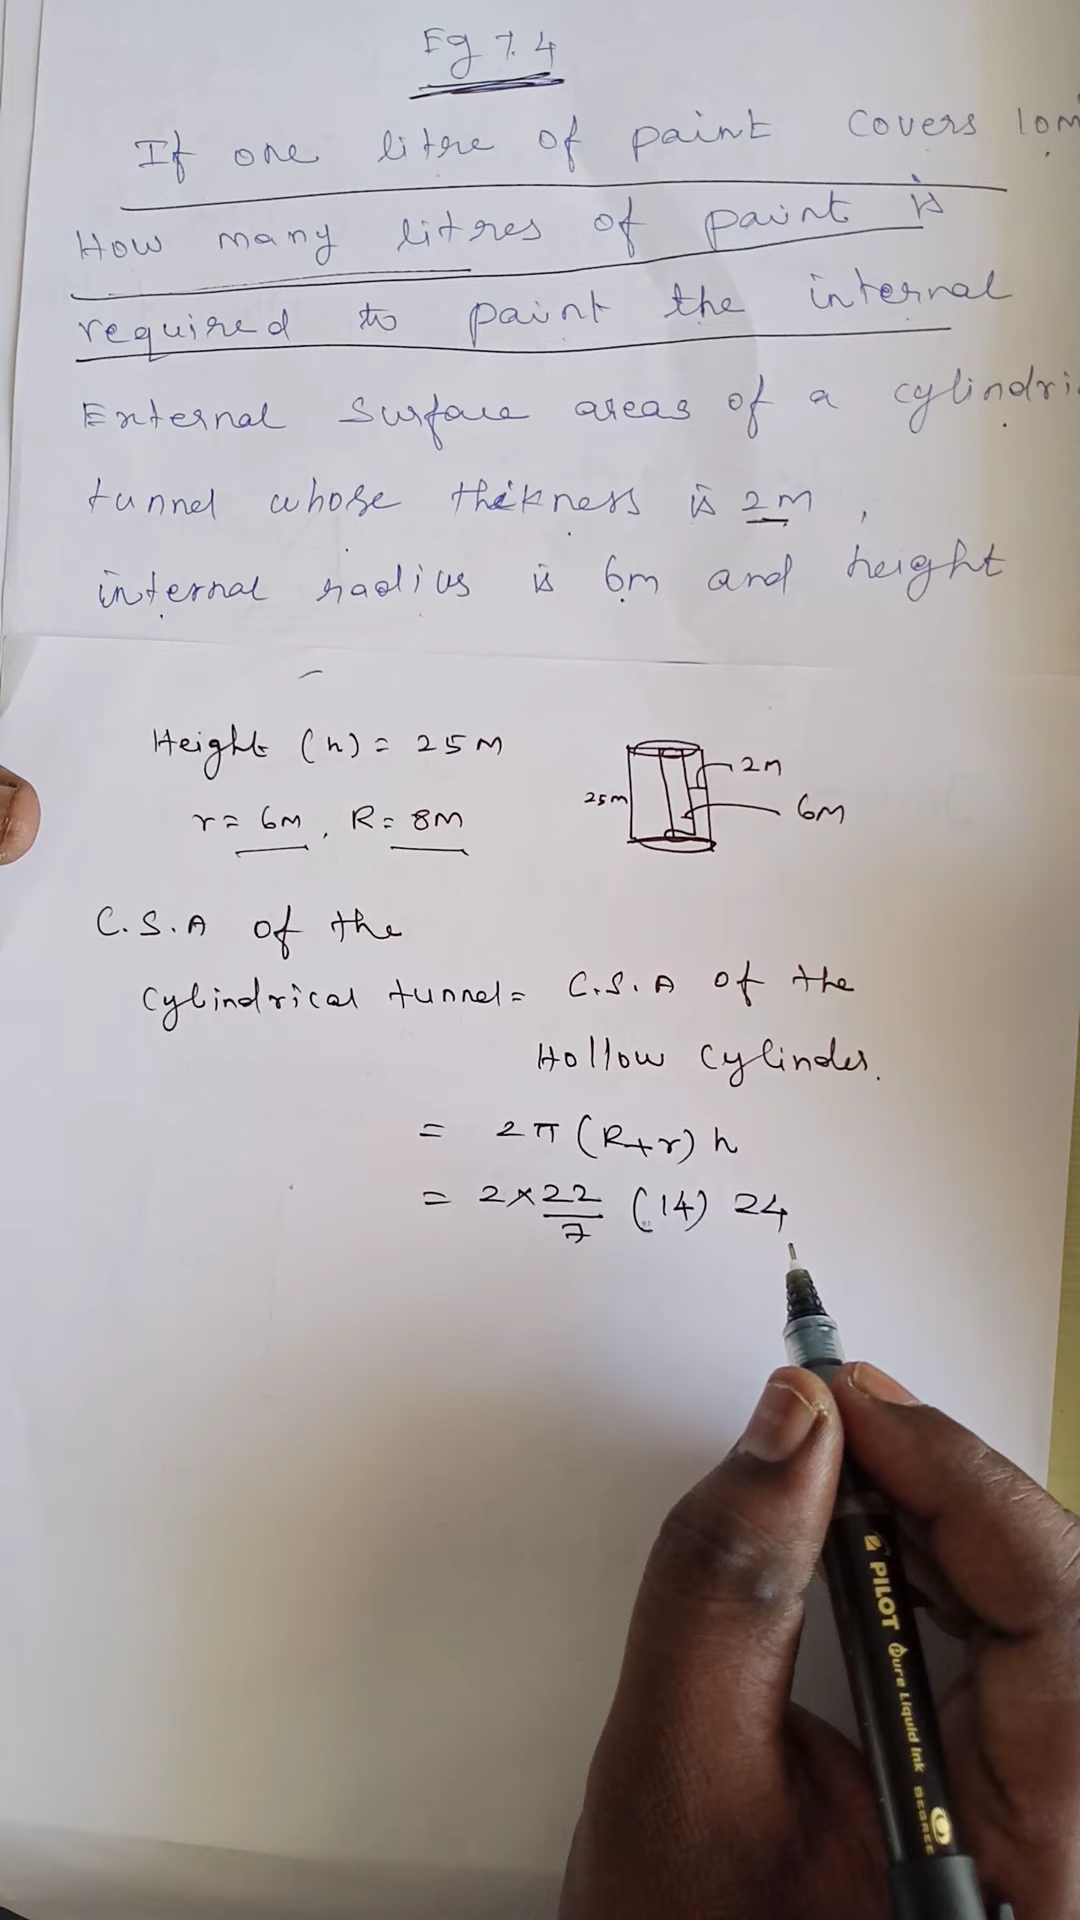 Eg 7.4
If one litre of paint covers 10m
How many litres of paint is
required to paint the internal
External surface areas of a cylindri
tunnel whose thikness is 2m,
internal radius is 6m and height
Height (h) = 25m
r = 6m, R = 8m
2m
25m
6m
C.S.A of the
cylindrical tunnel = C.S.A of the
Hollow cylinder.
= 2π(R+r)h
= 2×22/7 (14) 24
PILOT Pure Liquid Ink